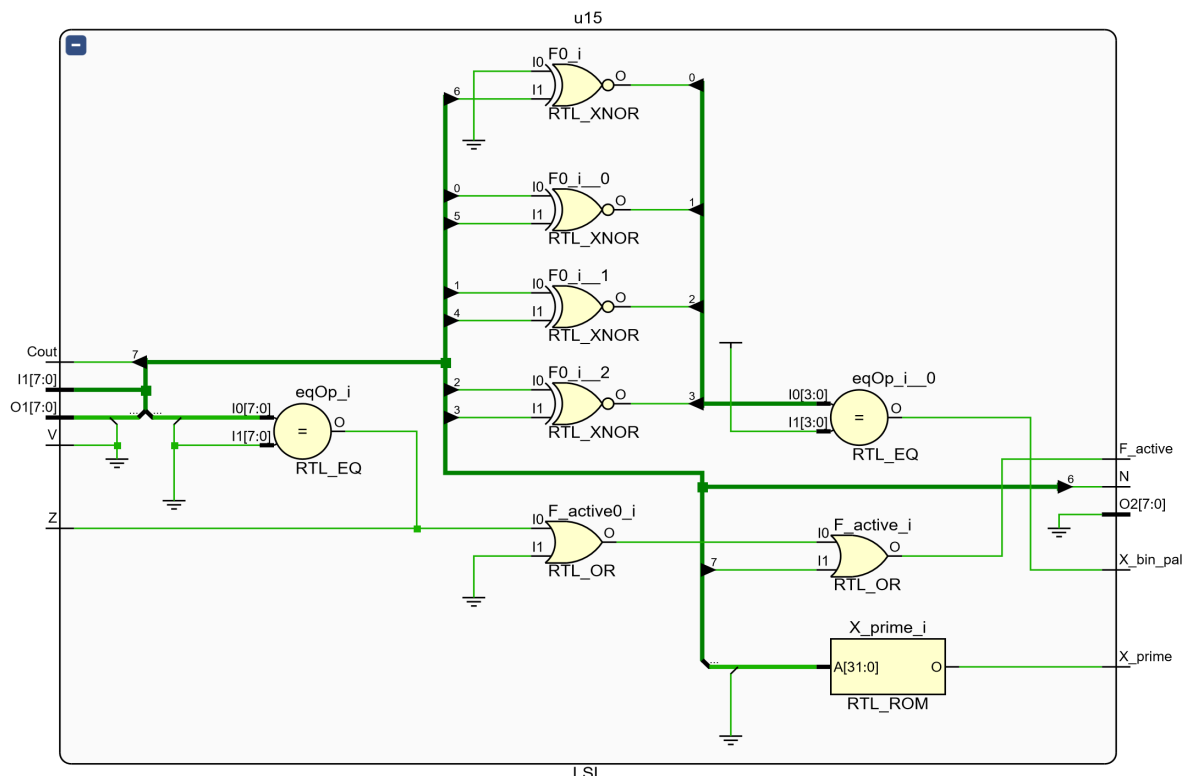 u15
F0_i
I0
I1
O
RTL_XNOR
6
0
F0_i__0
I0
I1
O
RTL_XNOR
0
5
1
F0_i__1
I0
I1
O
RTL_XNOR
1
4
2
F0_i__2
I0
I1
O
RTL_XNOR
2
3
3
Cout
7
I1[7:0]
O1[7:0]
... ...
V
Z
eqOp_i
I0[7:0]
I1[7:0]
=
O
RTL_EQ
eqOp_i__0
I0[3:0]
I1[3:0]
=
O
RTL_EQ
F_active0_i
I0
I1
O
RTL_OR
F_active_i
I0
I1
O
RTL_OR
7
6
F_active
N
O2[7:0]
X_bin_pal
X_prime
X_prime_i
...
A[31:0]
O
RTL_ROM
LSL